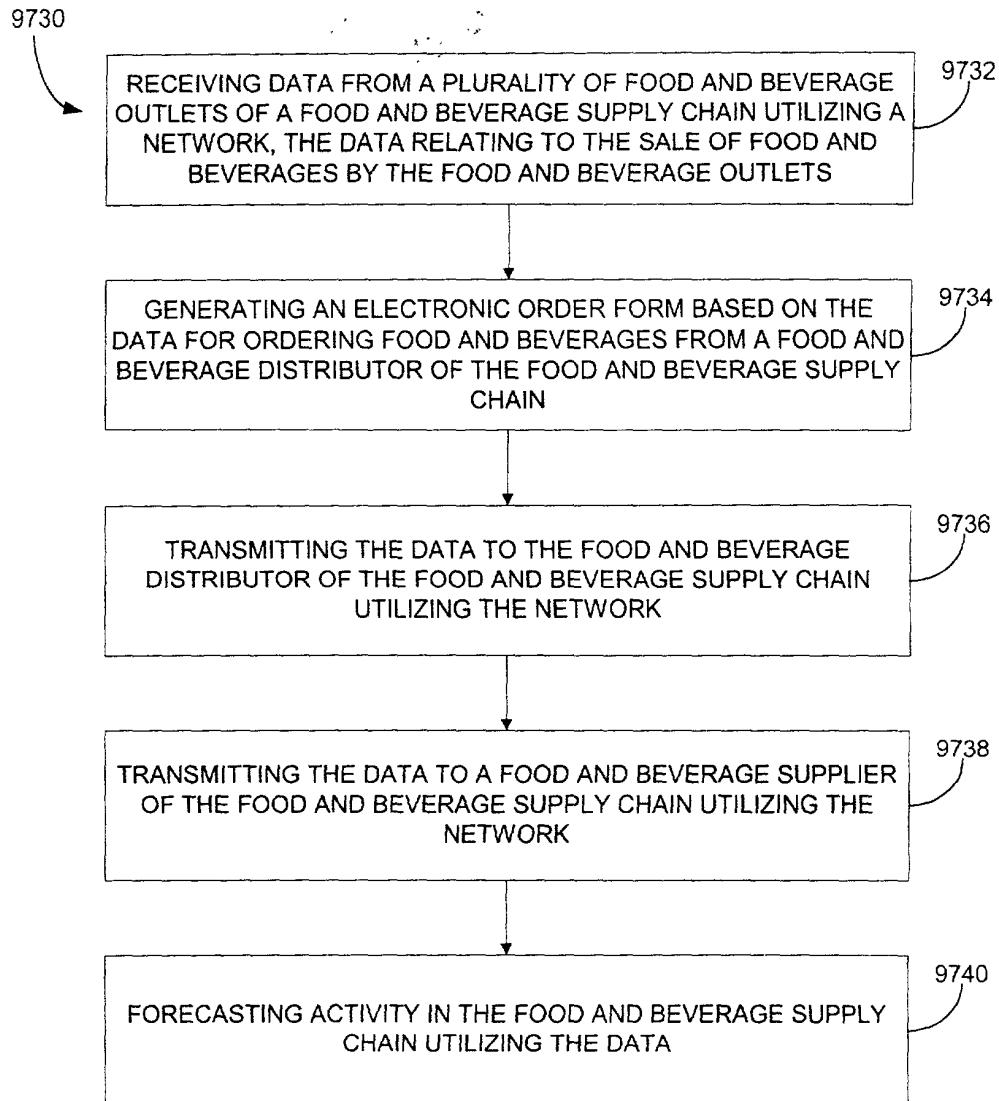 9730
RECEIVING DATA FROM A PLURALITY OF FOOD AND BEVERAGE
OUTLETS OF A FOOD AND BEVERAGE SUPPLY CHAIN UTILIZING A
NETWORK, THE DATA RELATING TO THE SALE OF FOOD AND
BEVERAGES BY THE FOOD AND BEVERAGE OUTLETS
9732
GENERATING AN ELECTRONIC ORDER FORM BASED ON THE
DATA FOR ORDERING FOOD AND BEVERAGES FROM A FOOD AND
BEVERAGE DISTRIBUTOR OF THE FOOD AND BEVERAGE SUPPLY
CHAIN
9734
TRANSMITTING THE DATA TO THE FOOD AND BEVERAGE
DISTRIBUTOR OF THE FOOD AND BEVERAGE SUPPLY CHAIN
UTILIZING THE NETWORK
9736
TRANSMITTING THE DATA TO A FOOD AND BEVERAGE SUPPLIER
OF THE FOOD AND BEVERAGE SUPPLY CHAIN UTILIZING THE
NETWORK
9738
FORECASTING ACTIVITY IN THE FOOD AND BEVERAGE SUPPLY
CHAIN UTILIZING THE DATA
9740